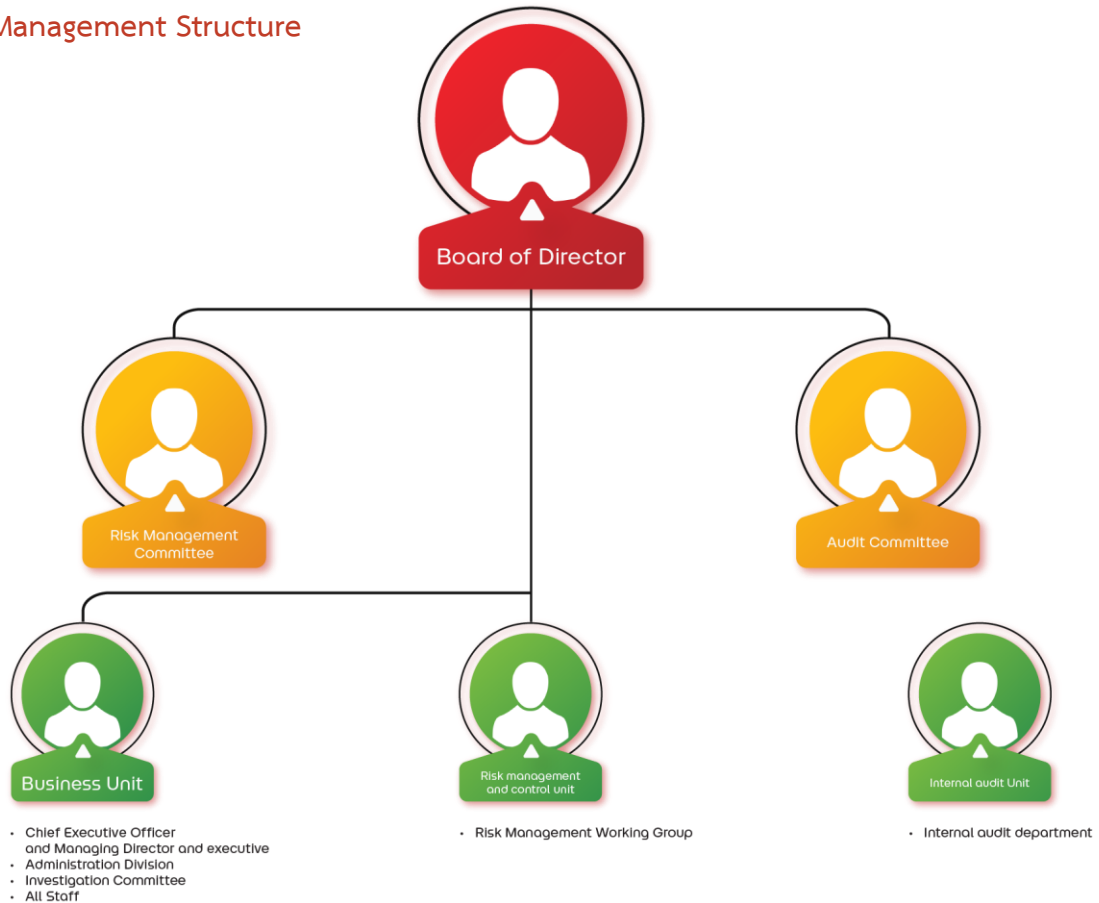 Management Structure
Board of Director
Risk Management
Committee
Audit Committee
Business Unit
Risk management
and control unit
Internal audit Unit
• Chief Executive Officer
and Managing Director and executive
• Administration Division
• Investigation Committee
• All Staff
• Risk Management Working Group
• Internal audit department